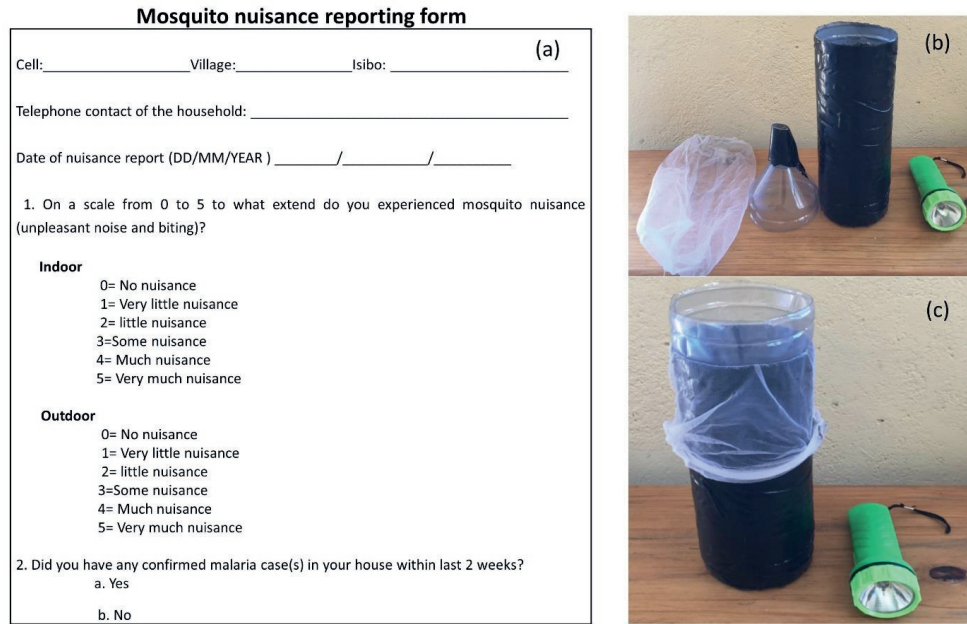 Mosquito nuisance reporting form
(a)
Cell:___________________Village:_______________Isibo: _______________________
Telephone contact of the household: _________________________________________
Date of nuisance report (DD/MM/YEAR ) ________/___________/__________
1. On a scale from 0 to 5 to what extend do you experienced mosquito nuisance
(unpleasant noise and biting)?
Indoor
0= No nuisance
1= Very little nuisance
2= little nuisance
3=Some nuisance
4= Much nuisance
5= Very much nuisance
Outdoor
0= No nuisance
1= Very little nuisance
2= little nuisance
3=Some nuisance
4= Much nuisance
5= Very much nuisance
2. Did you have any confirmed malaria case(s) in your house within last 2 weeks?
a. Yes
b. No
(b)
(c)